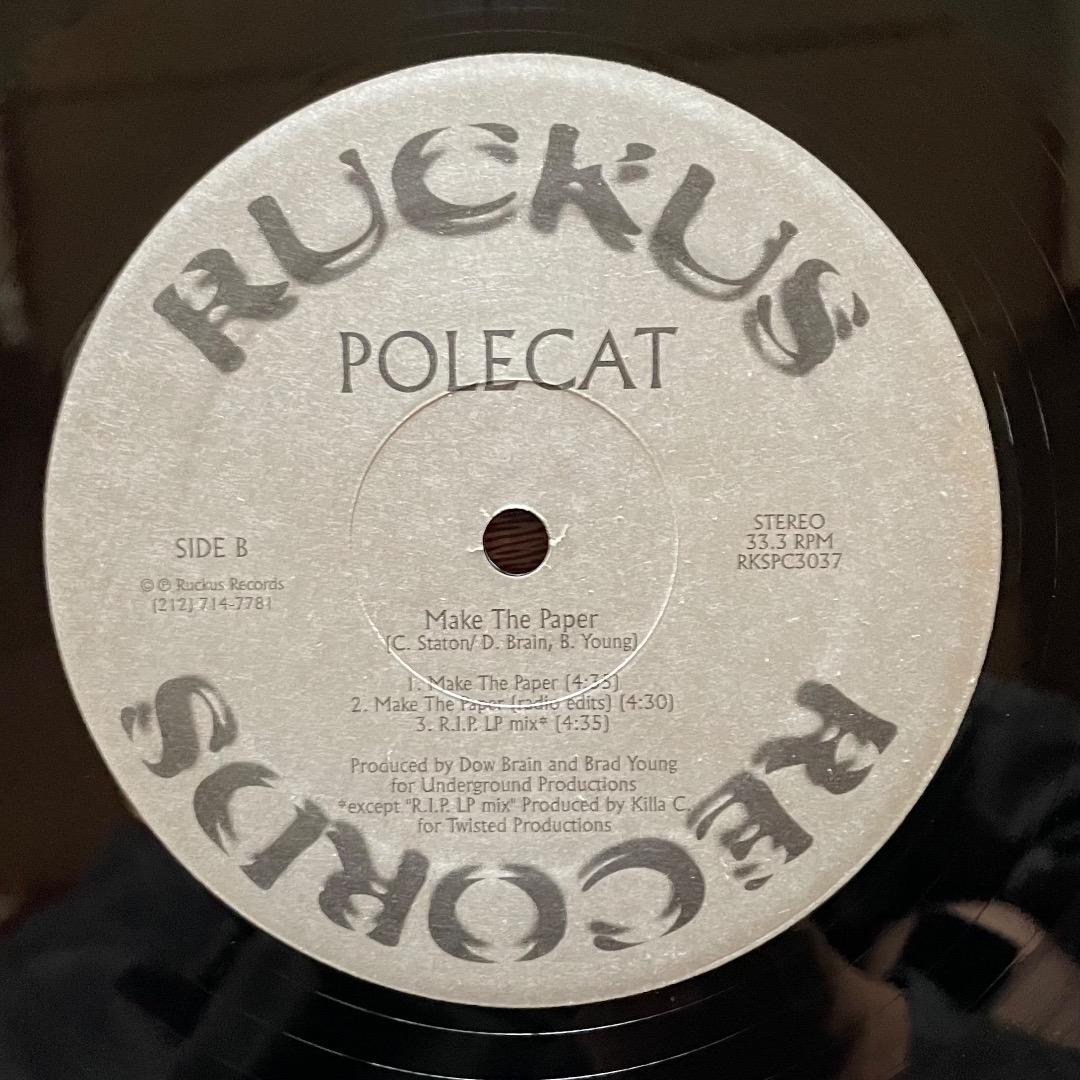 RUCKUS
POLECAT
SIDE B
© ℗ Ruckus Records
(212) 714-7781
STEREO
33.3 RPM
RKSPC3037
Make The Paper
(C. Staton/ D. Brain, B. Young)
1. Make The Paper (4:35)
2. Make The Paper (radio edits) (4:30)
3. R.I.P. LP mix* (4:35)
Produced by Dow Brain and Brad Young
for Underground Productions
*except "R.I.P. LP mix" Produced by Killa C.
for Twisted Productions
RECORDS